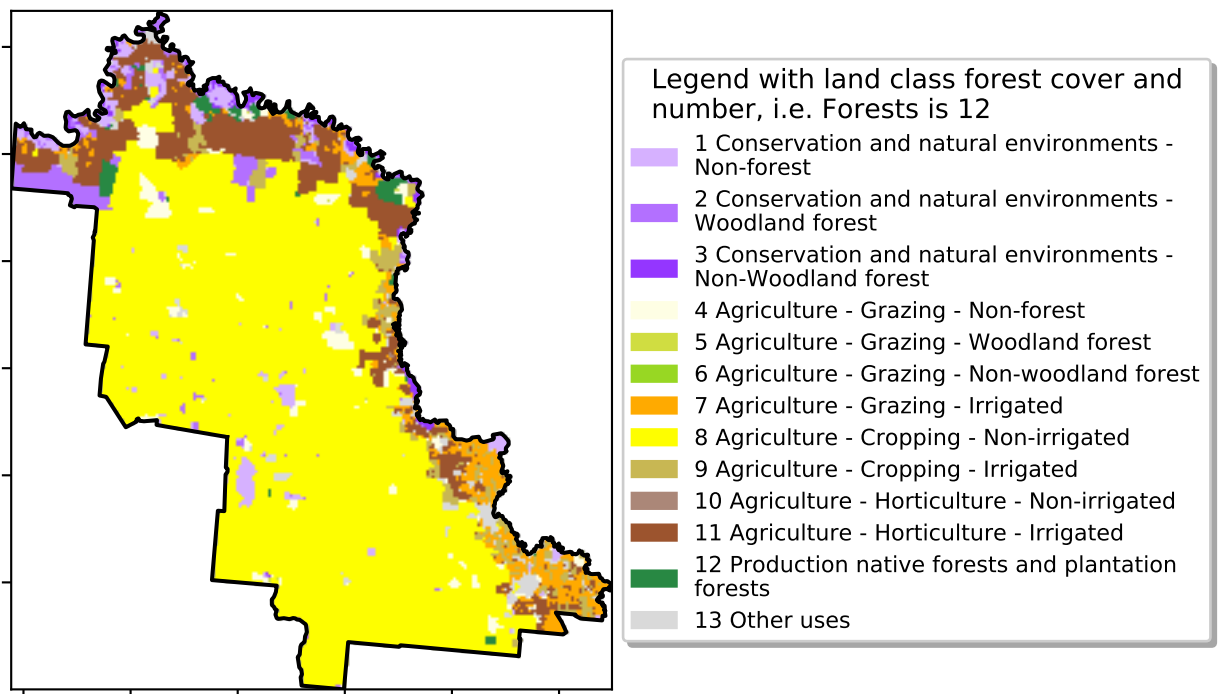 Legend with land class forest cover and
number, i.e. Forests is 12
1 Conservation and natural environments -
Non-forest
2 Conservation and natural environments -
Woodland forest
3 Conservation and natural environments -
Non-Woodland forest
4 Agriculture - Grazing - Non-forest
5 Agriculture - Grazing - Woodland forest
6 Agriculture - Grazing - Non-woodland forest
7 Agriculture - Grazing - Irrigated
8 Agriculture - Cropping - Non-irrigated
9 Agriculture - Cropping - Irrigated
10 Agriculture - Horticulture - Non-irrigated
11 Agriculture - Horticulture - Irrigated
12 Production native forests and plantation
forests
13 Other uses